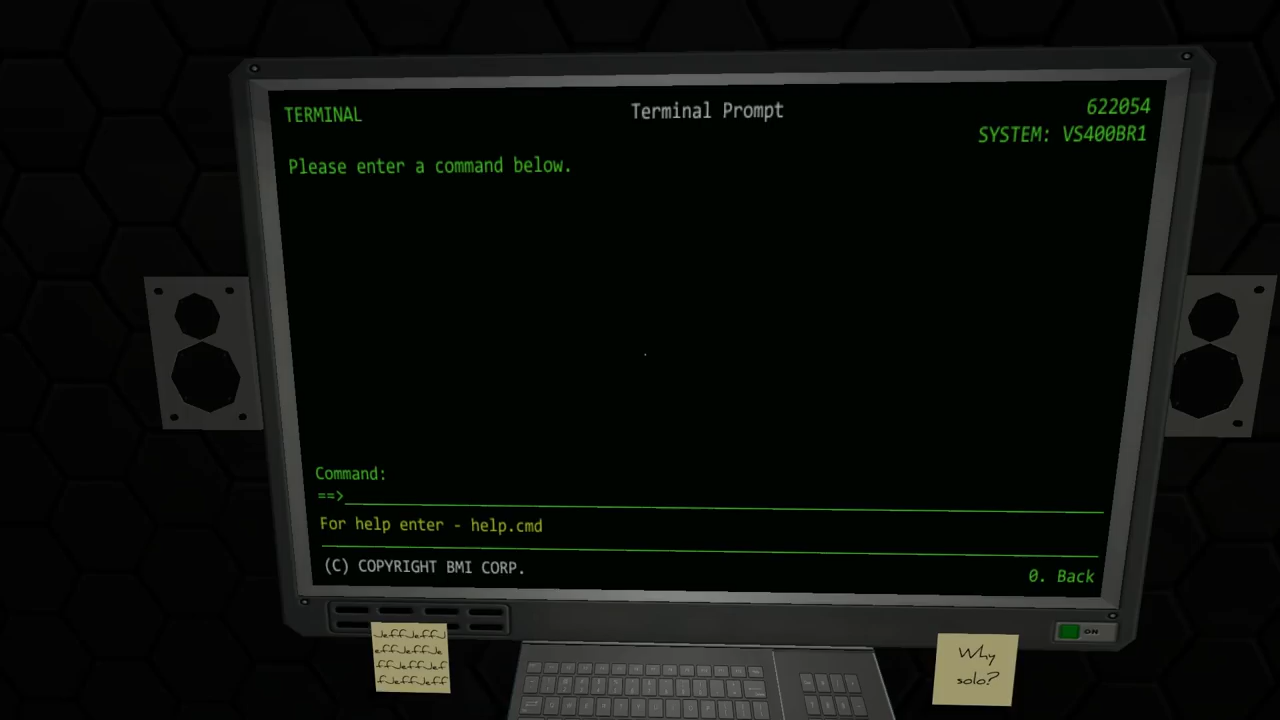 TERMINAL
Terminal Prompt
622054
SYSTEM: VS400BR1
Please enter a command below.
Command:
==>
For help enter - help.cmd
(C) COPYRIGHT BMI CORP.
0. Back
ON
JeffJeffJ
effJeffJe
ffJeffJef
fJeffJeff
Why
solo?